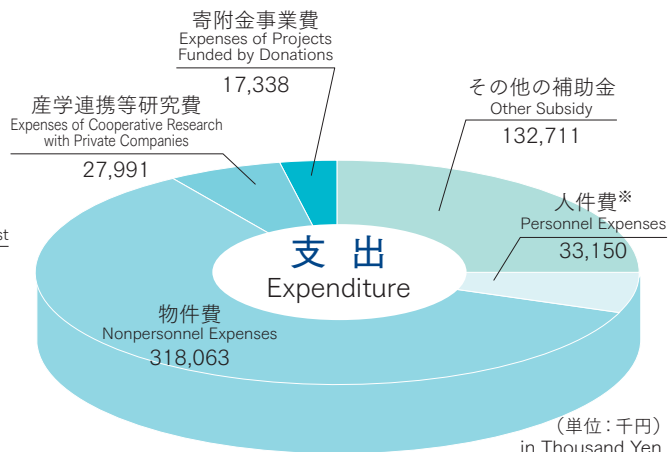 寄附金事業費
Expenses of Projects
Funded by Donations
17,338
産学連携等研究費
Expenses of Cooperative Research
with Private Companies
27,991
その他の補助金
Other Subsidy
132,711
人件費※
Personnel Expenses
33,150
支 出
Expenditure
物件費
Nonpersonnel Expenses
318,063
(単位:千円)
in Thousand Yen